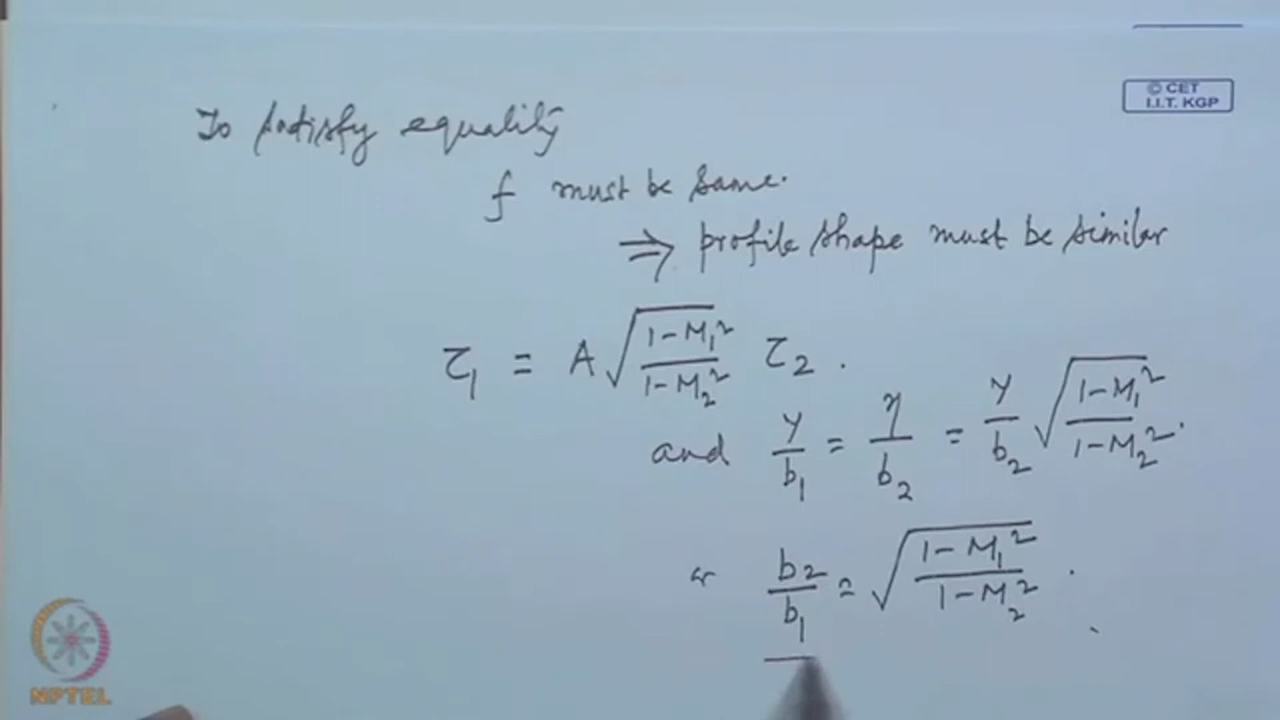 © CET
I.I.T. KGP
To satisfy equality
f must be same.
⇒ profile shape must be similar
τ₁ = A √((1-M₁²)/(1-M₂²)) τ₂ .
and y/b₁ = η/b₂ = y/b₂ √((1-M₁²)/(1-M₂²)) .
or b₂/b₁ = √((1-M₁²)/(1-M₂²)) .
NPTEL